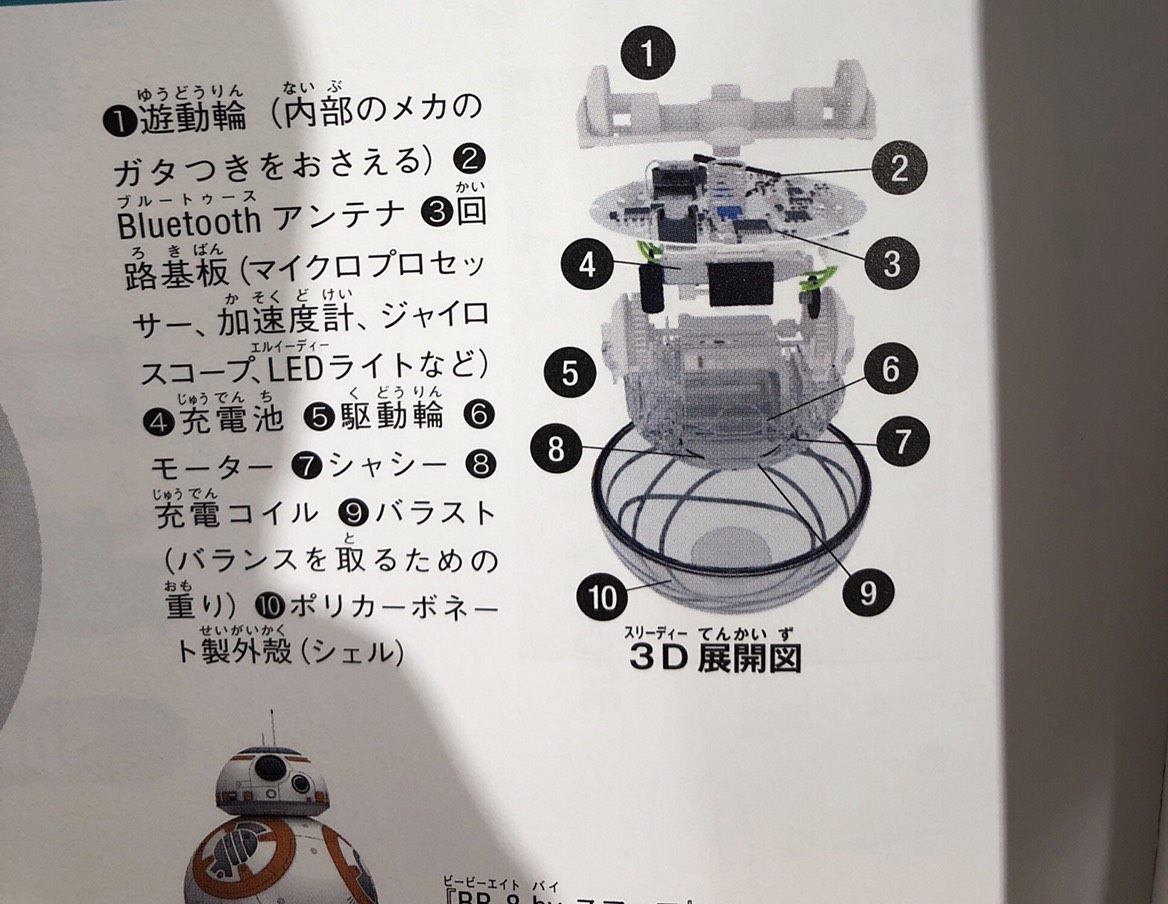 ❶遊動輪（内部のメカの
ガタつきをおさえる）❷
Bluetooth アンテナ ❸回
路基板（マイクロプロセッ
サー、加速度計、ジャイロ
スコープ、LEDライトなど）
❹充電池 ❺駆動輪 ❻
モーター ❼シャシー ❽
充電コイル ❾バラスト
（バランスを取るための
重り）❿ポリカーボネー
ト製外殻（シェル）
1
2
3
4
5
6
7
8
9
10
3D 展開図